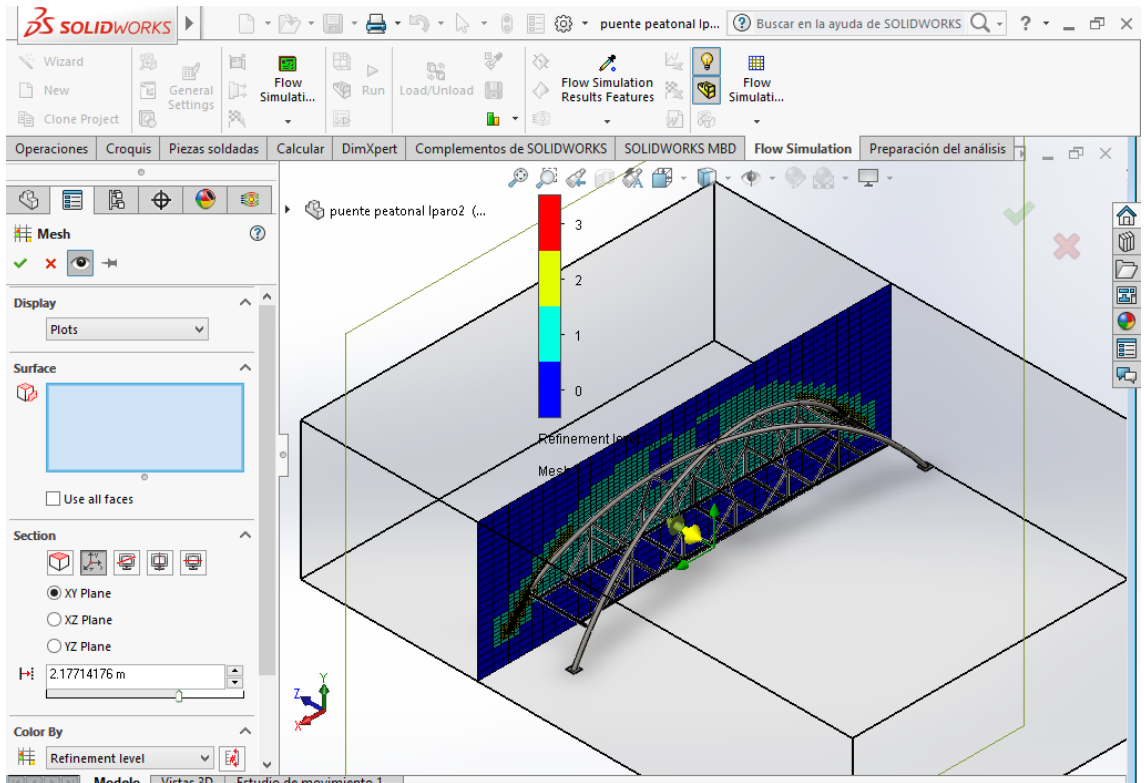 SOLIDWORKS
puente peatonal lp...
Buscar en la ayuda de SOLIDWORKS
?
Wizard
New
Clone Project
General
Settings
Flow
Simulati...
Run
Load/Unload
Flow Simulation
Results Features
Flow
Simulati...
Operaciones
Croquis
Piezas soldadas
Calcular
DimXpert
Complementos de SOLIDWORKS
SOLIDWORKS MBD
Flow Simulation
Preparación del análisis
puente peatonal lparo2 (...
Mesh
Display
Plots
Surface
Use all faces
Section
XY Plane
XZ Plane
YZ Plane
2.17714176 m
Color By
Refinement level
3
2
1
0
Refinement
Mesh
Y
Z
X
Modelo
Vistas 3D
Estudio de movimiento 1